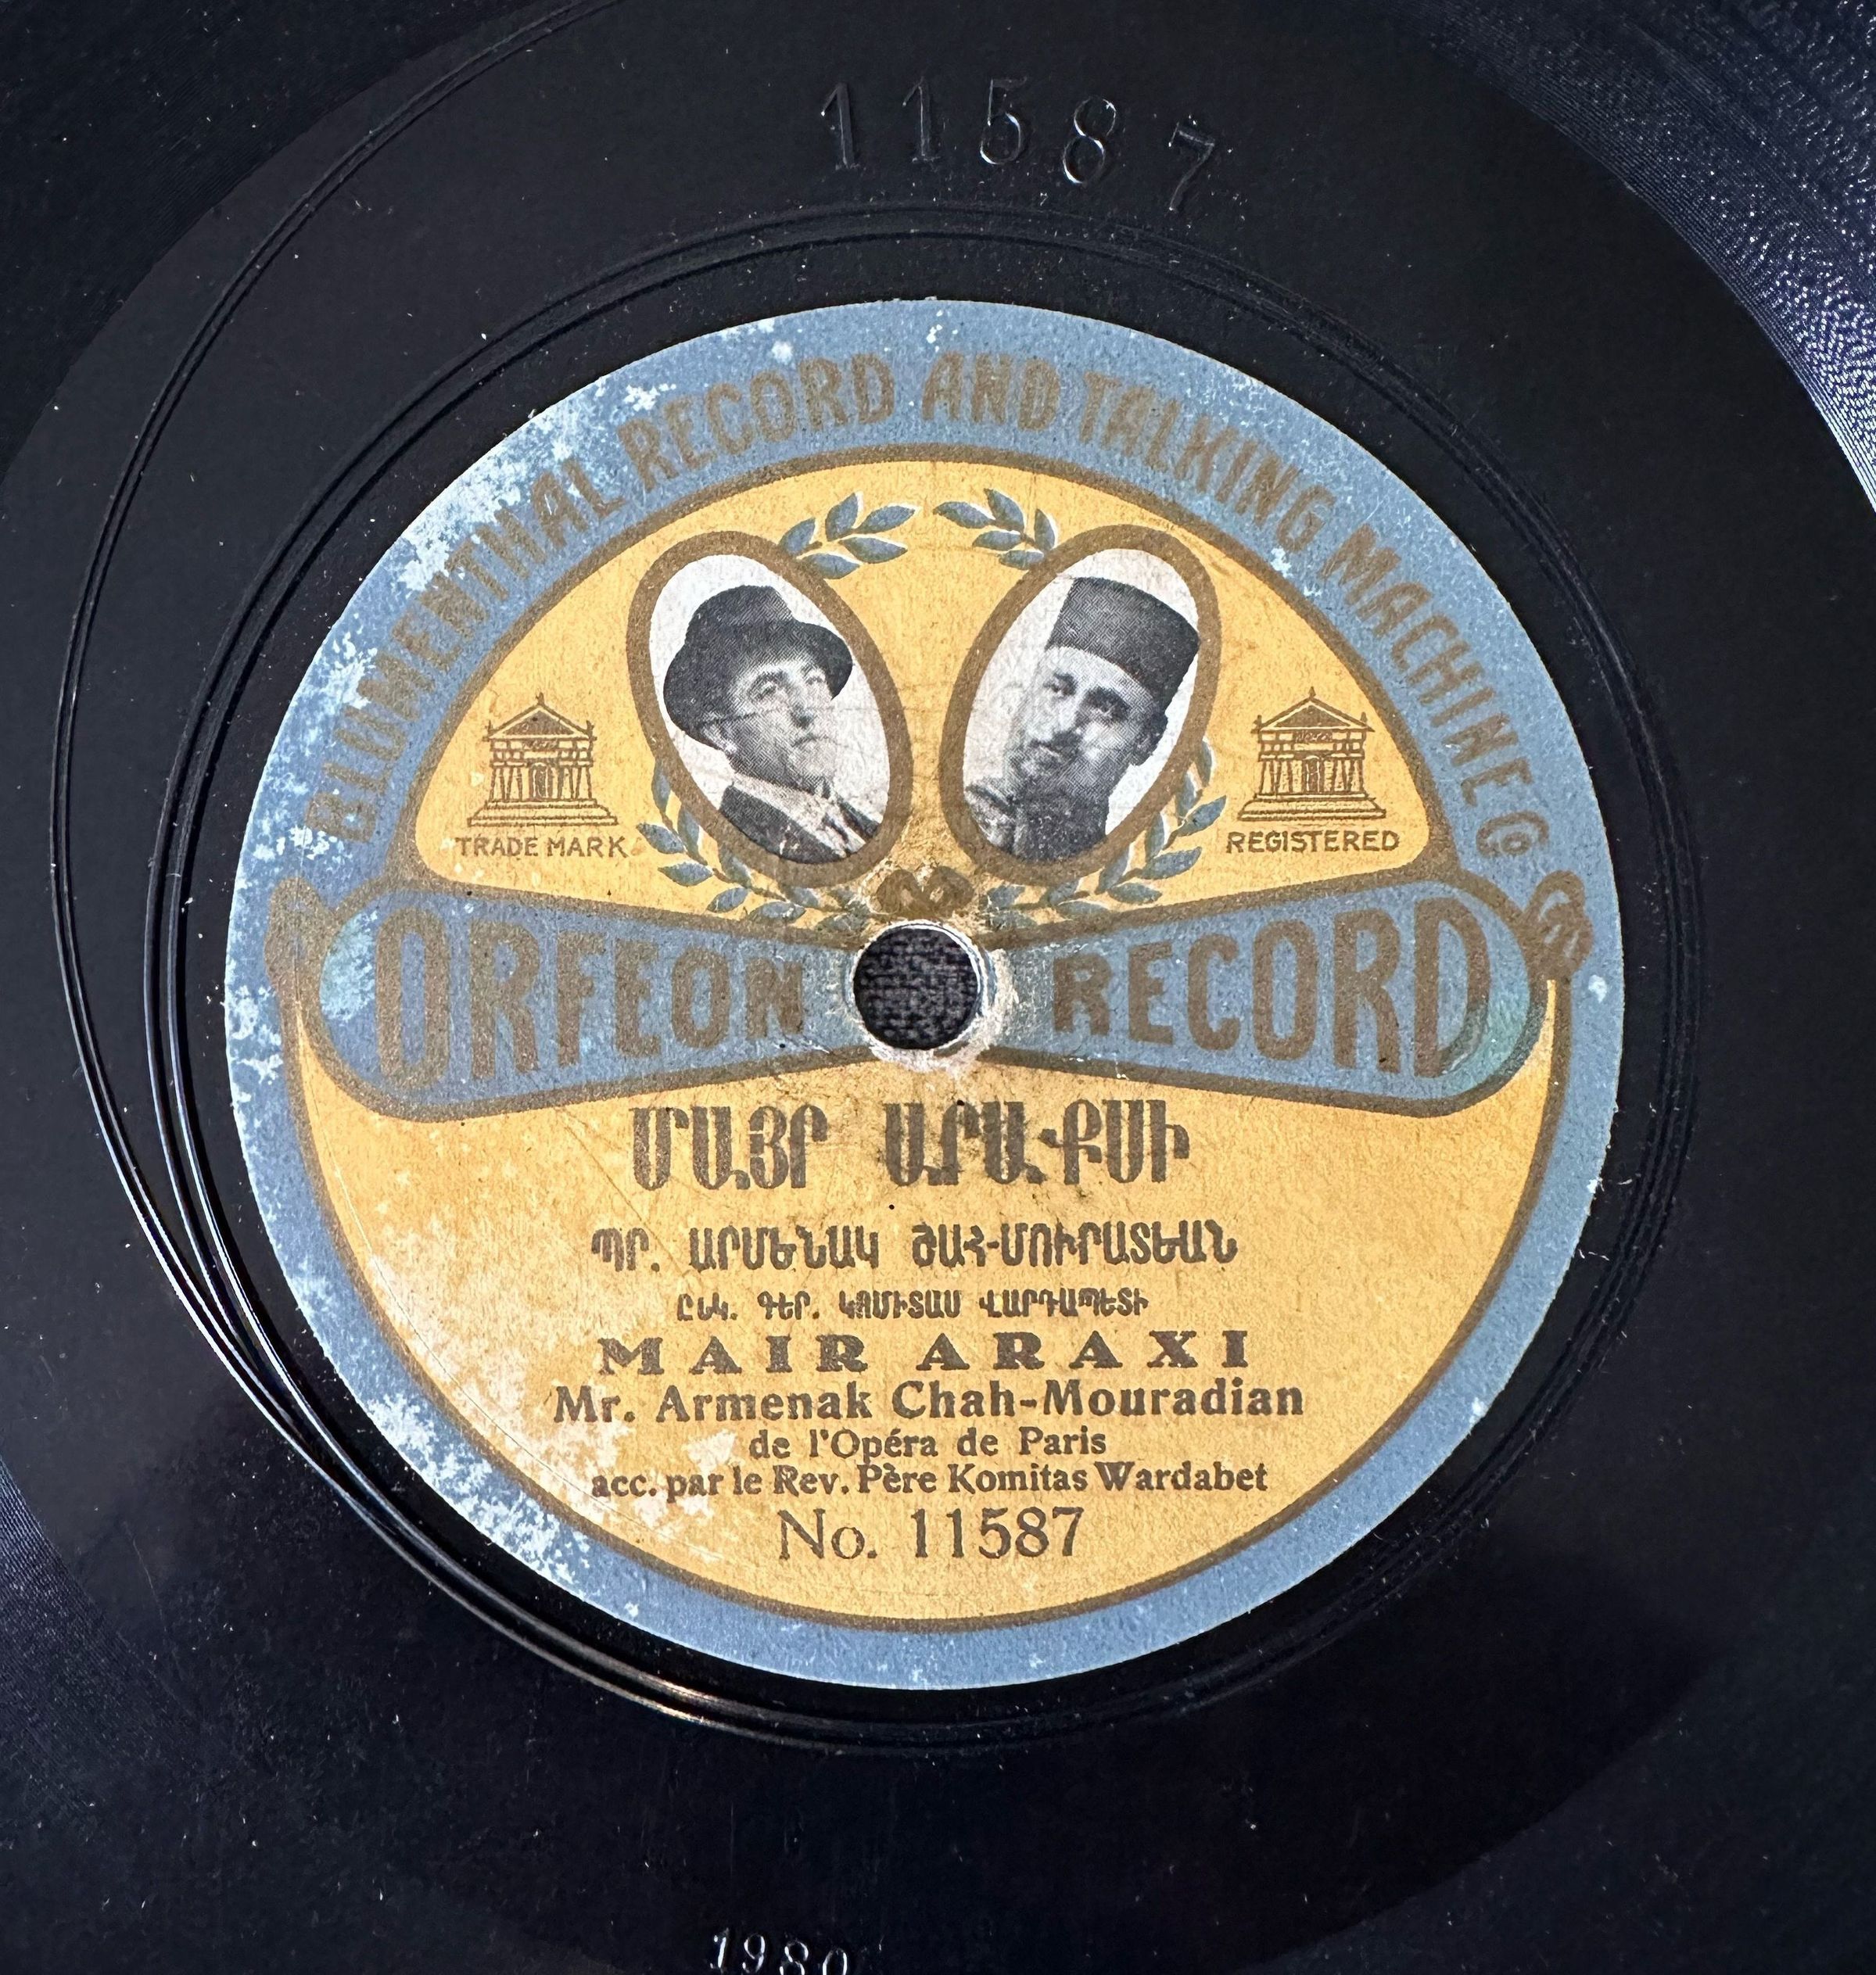 11587
BLUMENTHAL RECORD AND TALKING MACHINE Co
TRADE MARK
REGISTERED
ORFEON RECORD
ՄԱՅՐ ԱՐԱՔՍԻ
ՊՐ. ԱՐՄԵՆԱԿ ՇԱՀ-ՄՈՒՐԱՏԵԱՆ
ԸՆԿ. ԳԵՐ. ԿՈՄԻՏԱՍ ՎԱՐԴԱՊԵՏԻ
MAIR ARAXI
Mr. Armenak Chah-Mouradian
de l'Opéra de Paris
acc. par le Rev. Père Komitas Wardabet
No. 11587
1980